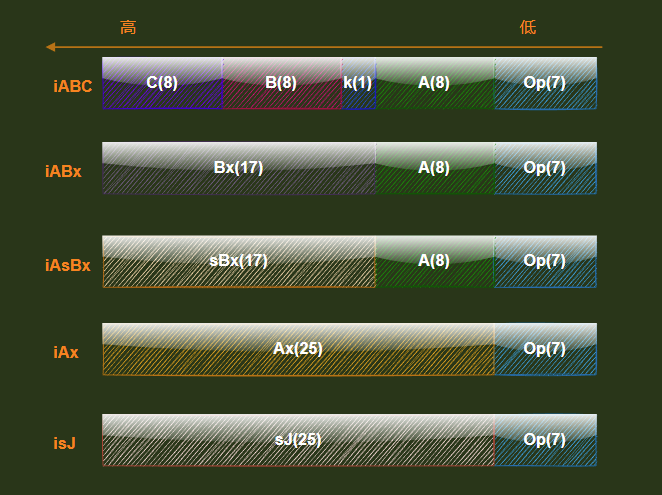 高 低
iABC C(8) B(8) k(1) A(8) Op(7)
iABx Bx(17) A(8) Op(7)
iAsBx sBx(17) A(8) Op(7)
iAx Ax(25) Op(7)
isJ sJ(25) Op(7)